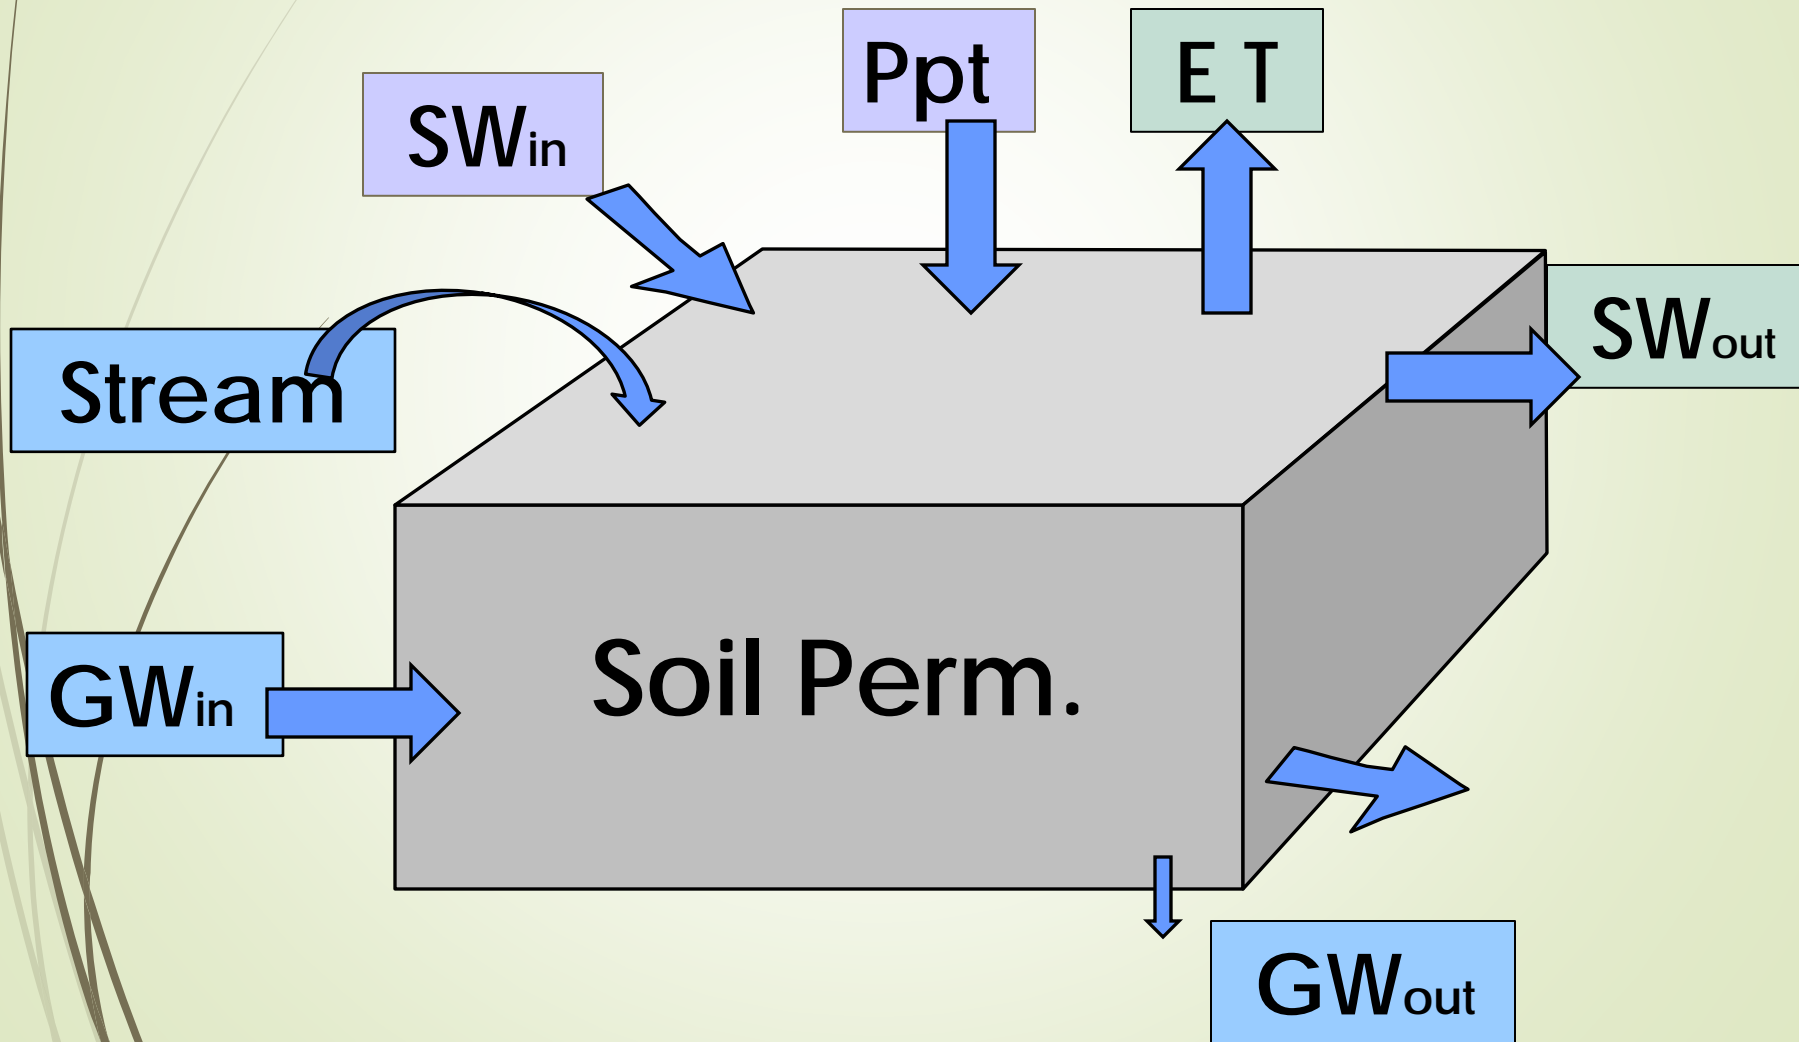 Ppt
E T
SWin
SWout
Stream
GWin
Soil Perm.
GWout